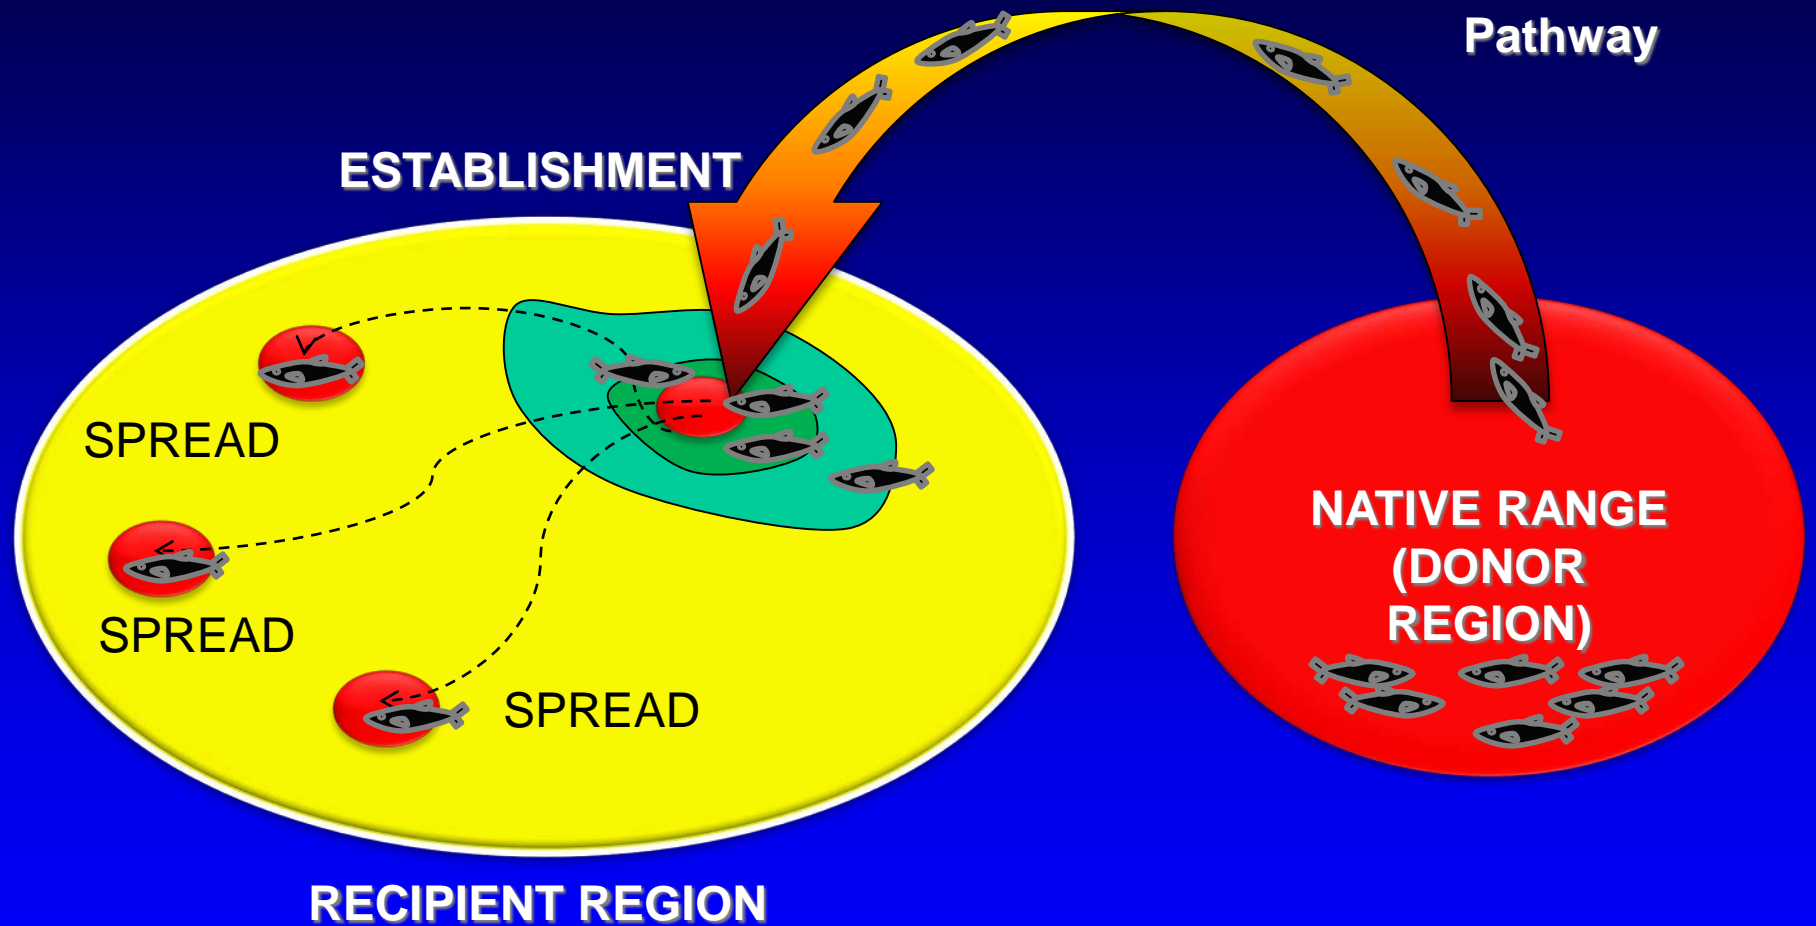 Pathway
ESTABLISHMENT
SPREAD
SPREAD
SPREAD
NATIVE RANGE
(DONOR
REGION)
RECIPIENT REGION